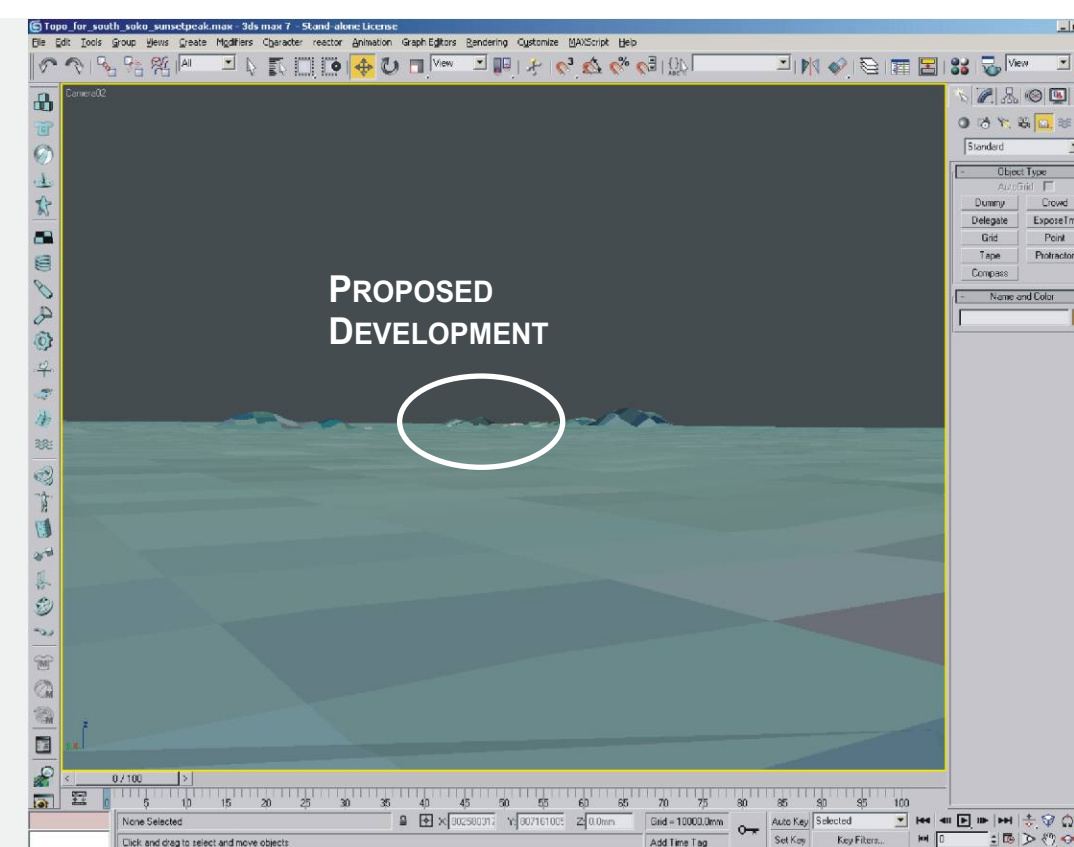 Topo_for_south_soko_sunsetpeak.max - 3ds max 7 - Stand-alone License
File Edit Tools Group Views Create Modifiers Character reactor Animation Graph Editors Rendering Customize MAXScript Help
All View View
Camera02
Standard
- Object Type
AutoGrid
Dummy Crowd
Delegate ExposeTm
Grid Point
Tape Protractor
Compass
- Name and Color
PROPOSED
DEVELOPMENT
z
x
< 0 / 100 >
0 5 10 15 20 25 30 35 40 45 50 55 60 65 70 75 80 85 90 95 100
None Selected X: Y: Z: 0.0mm Grid = 10000.0mm Auto Key Selected
Click and drag to select and move objects Add Time Tag Set Key Key Filters... 0